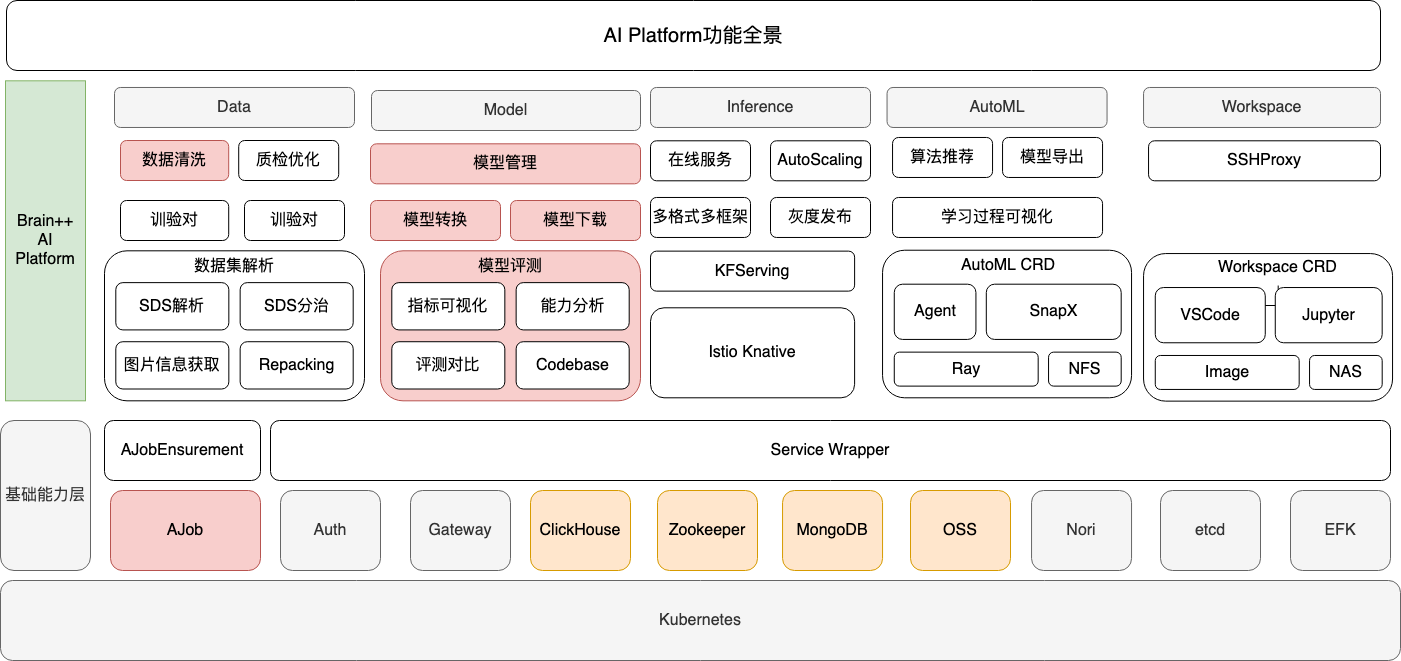 AI Platform功能全景
Brain++
AI
Platform
Data
Model
Inference
AutoML
Workspace
数据清洗
质检优化
模型管理
在线服务
AutoScaling
算法推荐
模型导出
SSHProxy
训验对
训验对
模型转换
模型下载
多格式多框架
灰度发布
学习过程可视化
数据集解析
SDS解析
SDS分治
图片信息获取
Repacking
模型评测
指标可视化
能力分析
评测对比
Codebase
KFServing
Istio Knative
AutoML CRD
Agent
SnapX
Ray
NFS
Workspace CRD
VSCode
Jupyter
Image
NAS
基础能力层
AJobEnsurement
Service Wrapper
AJob
Auth
Gateway
ClickHouse
Zookeeper
MongoDB
OSS
Nori
etcd
EFK
Kubernetes